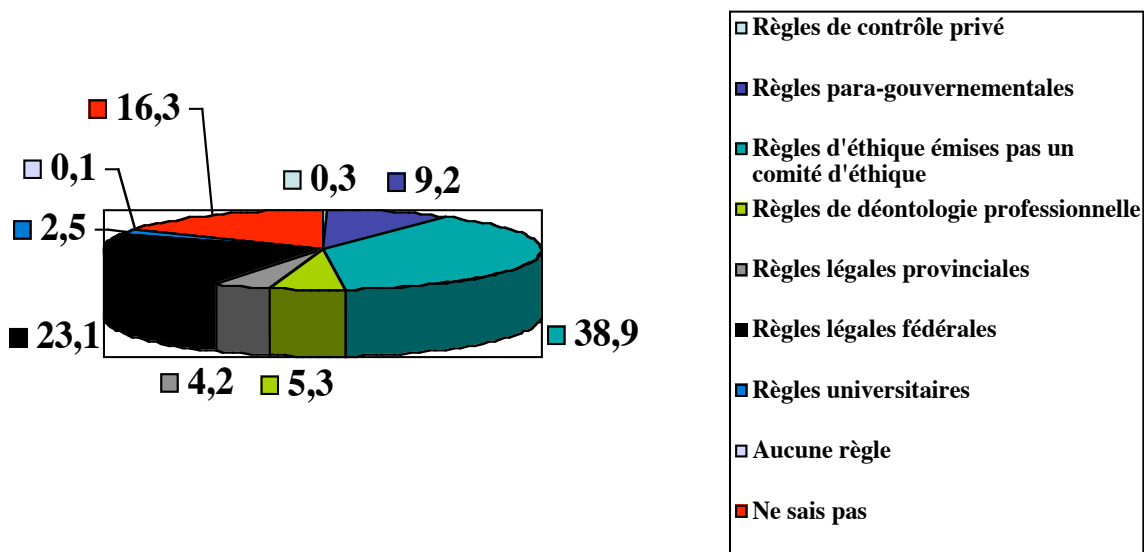 16,3
0,1
2,5
23,1
0,3
9,2
38,9
4,2
5,3
Règles de contrôle privé
Règles para-gouvernementales
Règles d'éthique émises pas un
comité d'éthique
Règles de déontologie professionnelle
Règles légales provinciales
Règles légales fédérales
Règles universitaires
Aucune règle
Ne sais pas